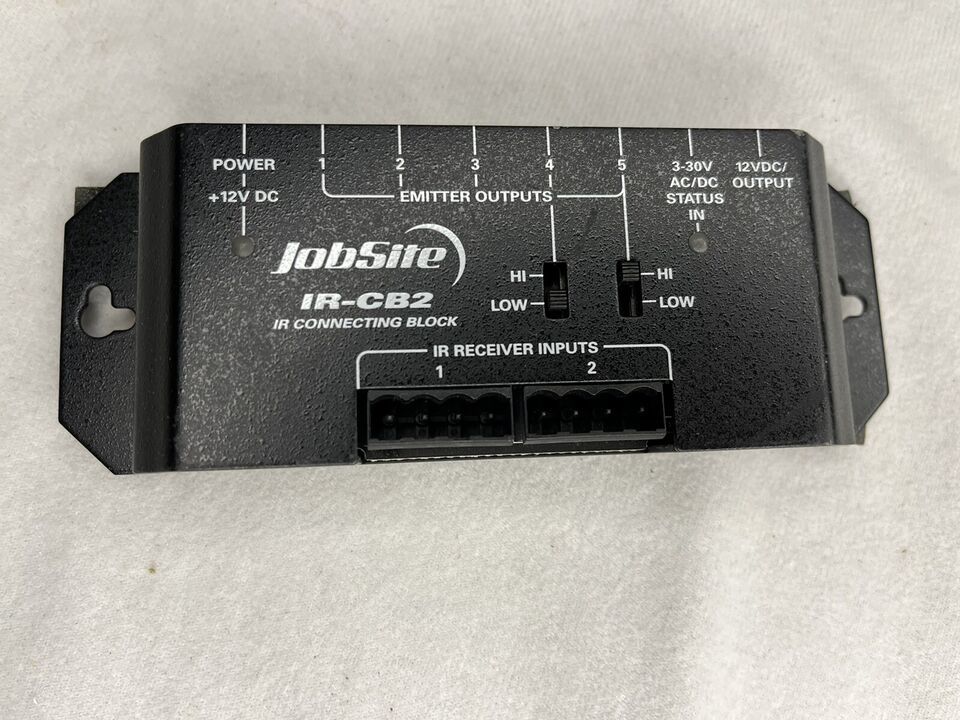 POWER
+12V DC
1 2 3 4 5
EMITTER OUTPUTS
3-30V
AC/DC
STATUS
IN
12VDC/
OUTPUT
JobSite
IR-CB2
IR CONNECTING BLOCK
HI
LOW
HI
LOW
IR RECEIVER INPUTS
1 2